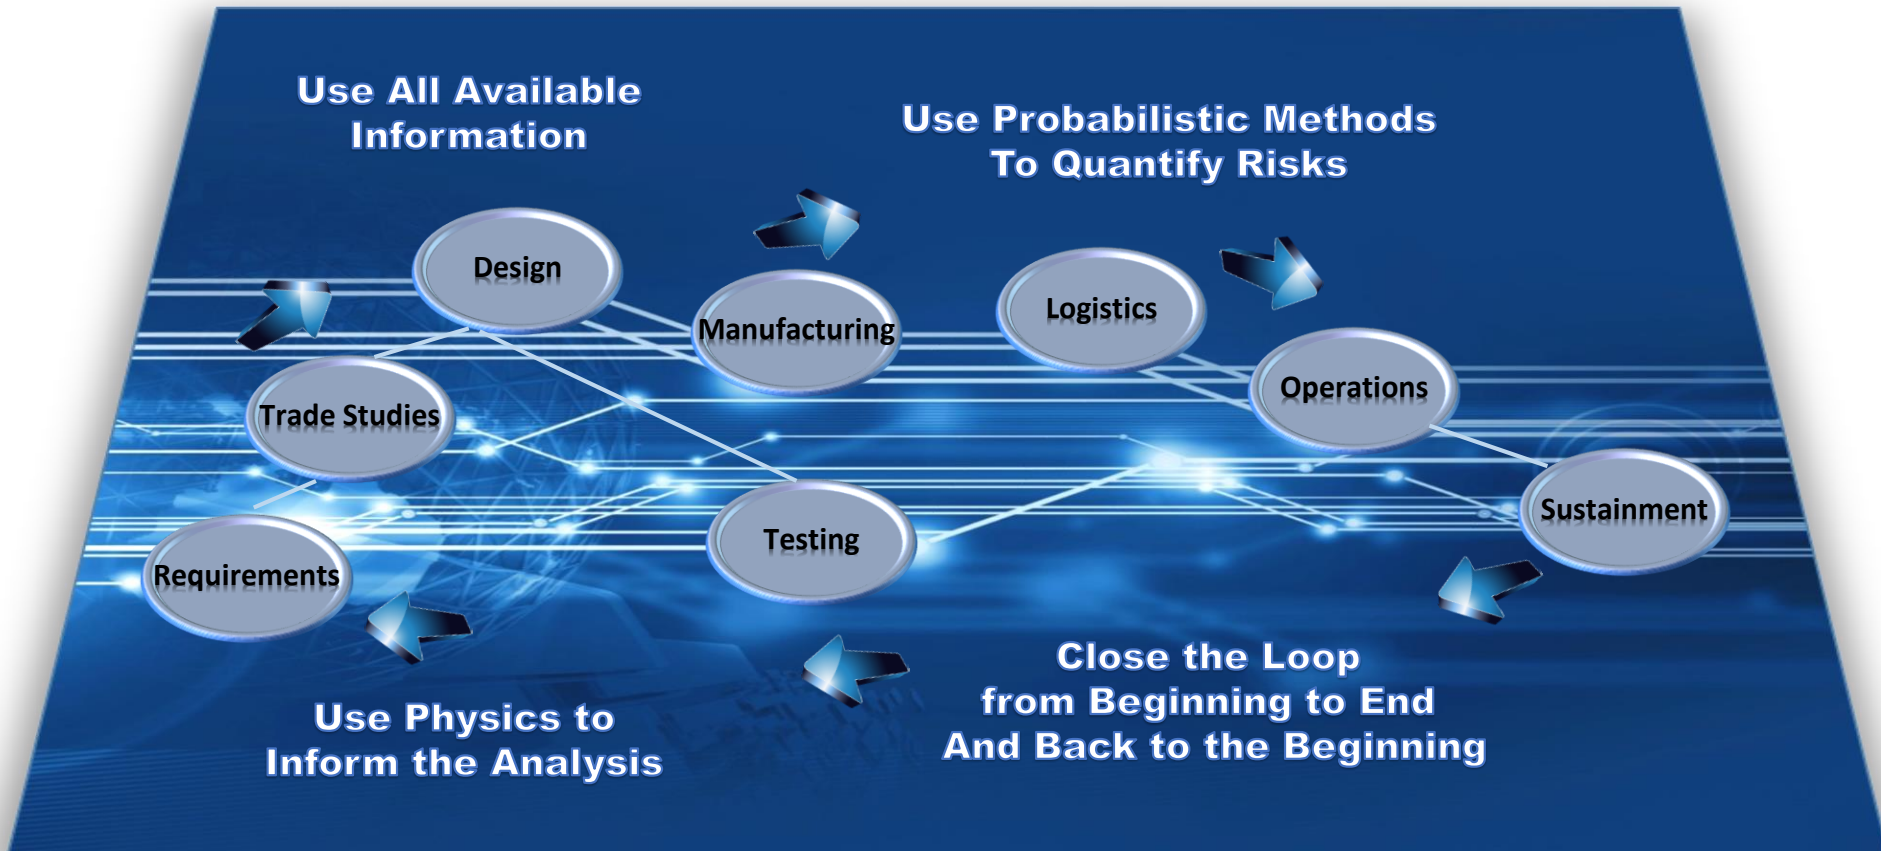 Use All Available
Information
Use Probabilistic Methods
To Quantify Risks
Design
Manufacturing
Logistics
Operations
Trade Studies
Sustainment
Testing
Requirements
Use Physics to
Inform the Analysis
Close the Loop
from Beginning to End
And Back to the Beginning